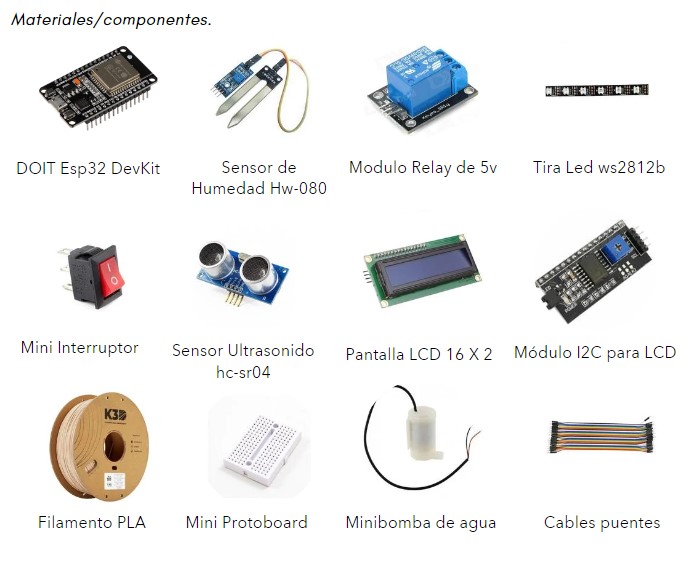 Materiales/componentes.
DOIT Esp32 DevKit
Sensor de
Humedad Hw-080
Modulo Relay de 5v
Tira Led ws2812b
Mini Interruptor
Sensor Ultrasonido
hc-sr04
Pantalla LCD 16 X 2
Módulo I2C para LCD
K3D
Filamento PLA
Mini Protoboard
Minibomba de agua
Cables puentes